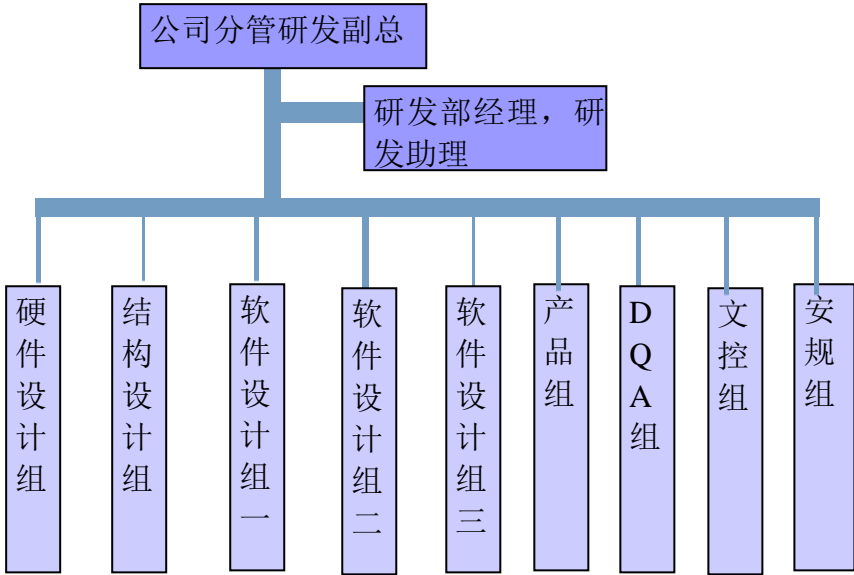 公司分管研发副总
研发部经理，研
发助理
硬件设计组
结构设计组
软件设计组一
软件设计组二
软件设计组三
产品组
DQA组
文控组
安规组